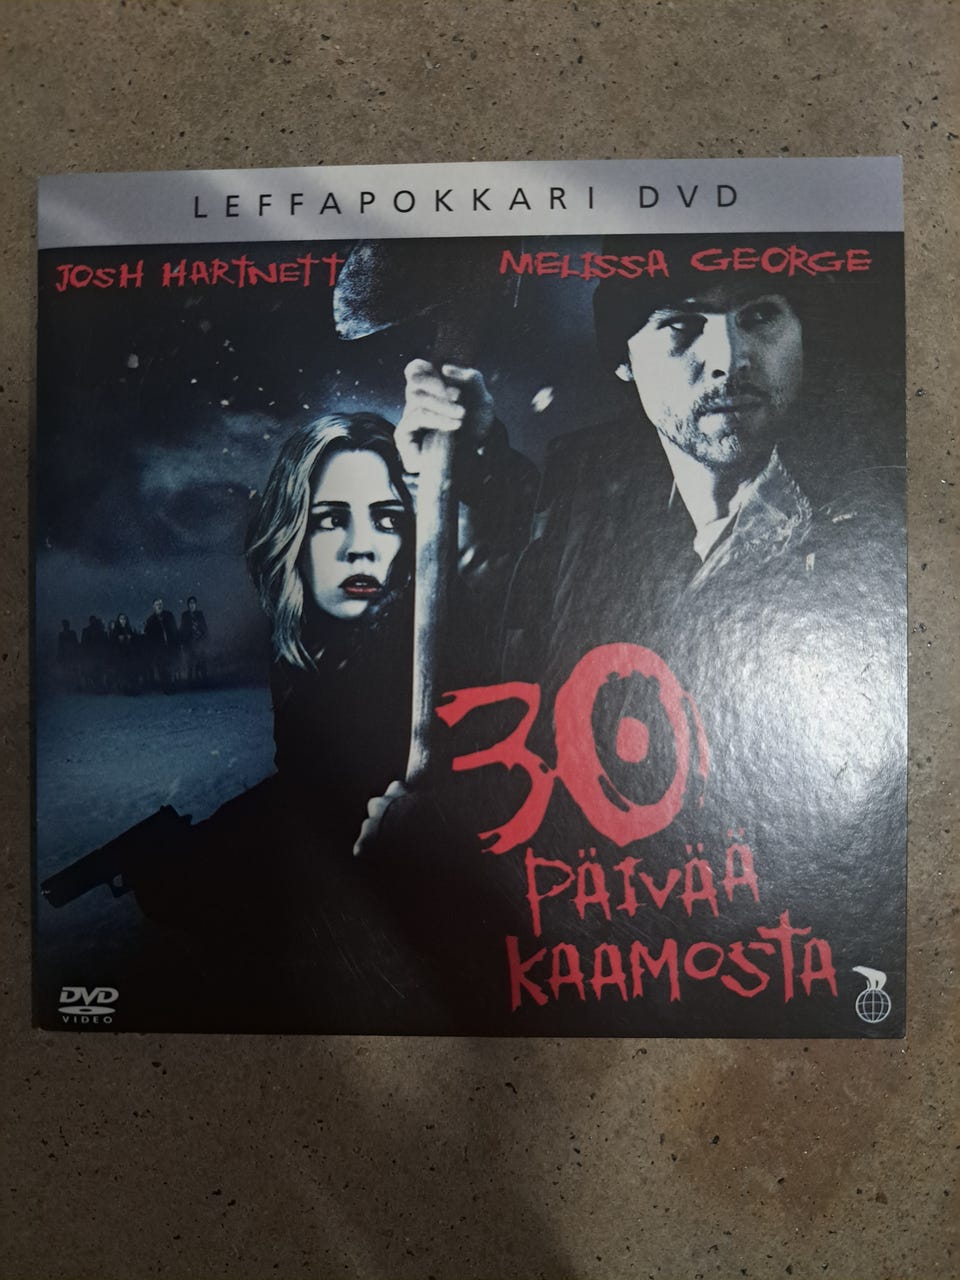 LEFFAPOKKARI DVD
JOSH HARTNETT MELISSA GEORGE
30
PÄIVÄÄ
KAAMOSTA
DVD
VIDEO